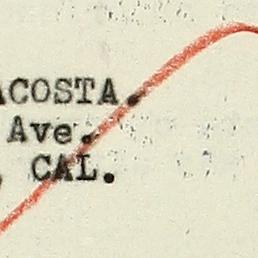 ACOSTA.
Ave.
, CAL.